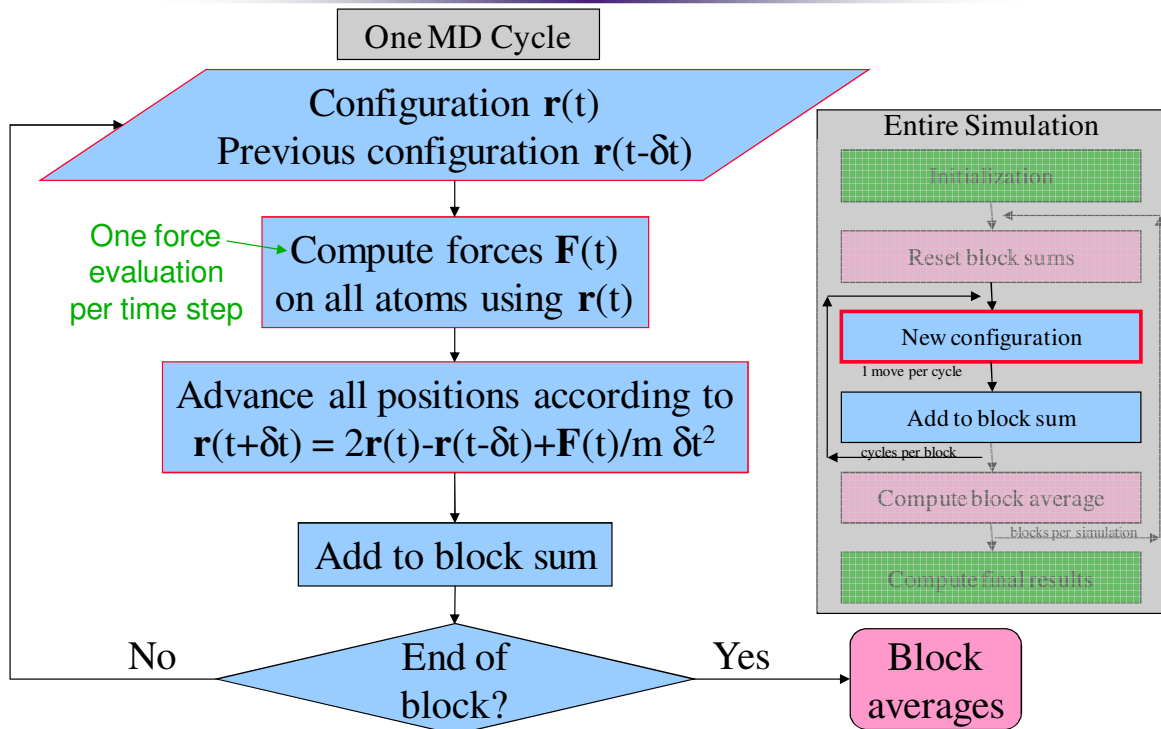 One MD Cycle
Configuration r(t)
Previous configuration r(t-δt)
One force
evaluation
per time step
Compute forces F(t)
on all atoms using r(t)
Advance all positions according to
r(t+δt) = 2r(t)-r(t-δt)+F(t)/m δt²
Add to block sum
No
End of
block?
Yes
Block
averages
Entire Simulation
Initialization
Reset block sums
New configuration
1 move per cycle
Add to block sum
cycles per block
Compute block average
blocks per simulation
Compute final results